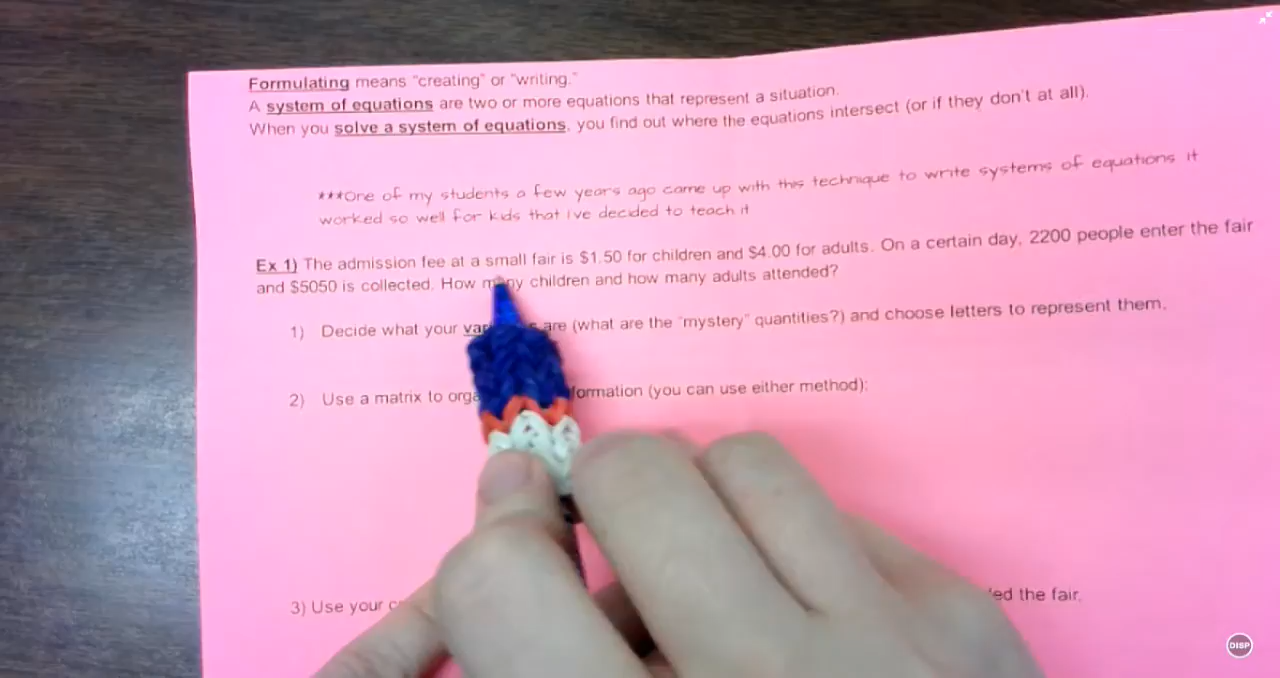 Formulating means "creating" or "writing."
A system of equations are two or more equations that represent a situation.
When you solve a system of equations, you find out where the equations intersect (or if they don't at all).
***One of my students a few years ago came up with this technique to write systems of equations it
worked so well for kids that I've decided to teach it
Ex 1) The admission fee at a small fair is $1.50 for children and $4.00 for adults. On a certain day, 2200 people enter the fair
and $5050 is collected. How many children and how many adults attended?
1) Decide what your are (what are the "mystery" quantities?) and choose letters to represent them.
2) Use a matrix to (you can use either method):
3) Use your the fair.
DISP